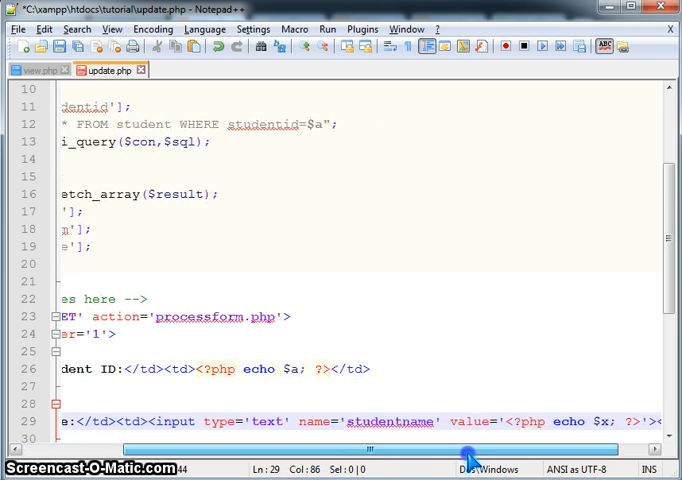 *C:\xampp\htdocs\tutorial\update.php - Notepad++
File Edit Search View Encoding Language Settings Macro Run Plugins Window ? X
view.php update.php
10
11 dentid'];
12 * FROM student WHERE studentid=$a";
13 i_query($con,$sql);
14
15
16 etch_array($result);
17 '];
18 m'];
19 e'];
20
21
22 es here -->
23 ET' action='processform.php'>
24 er='1'>
25
26 dent ID:</td><td><?php echo $a; ?></td>
27
28
29 e:</td><td><input type='text' name='studentname' value='<?php echo $x; ?>'><
30
44 Ln : 29 Col : 86 Sel : 0 | 0 Dos\Windows ANSI as UTF-8 INS
Screencast-O-Matic.com